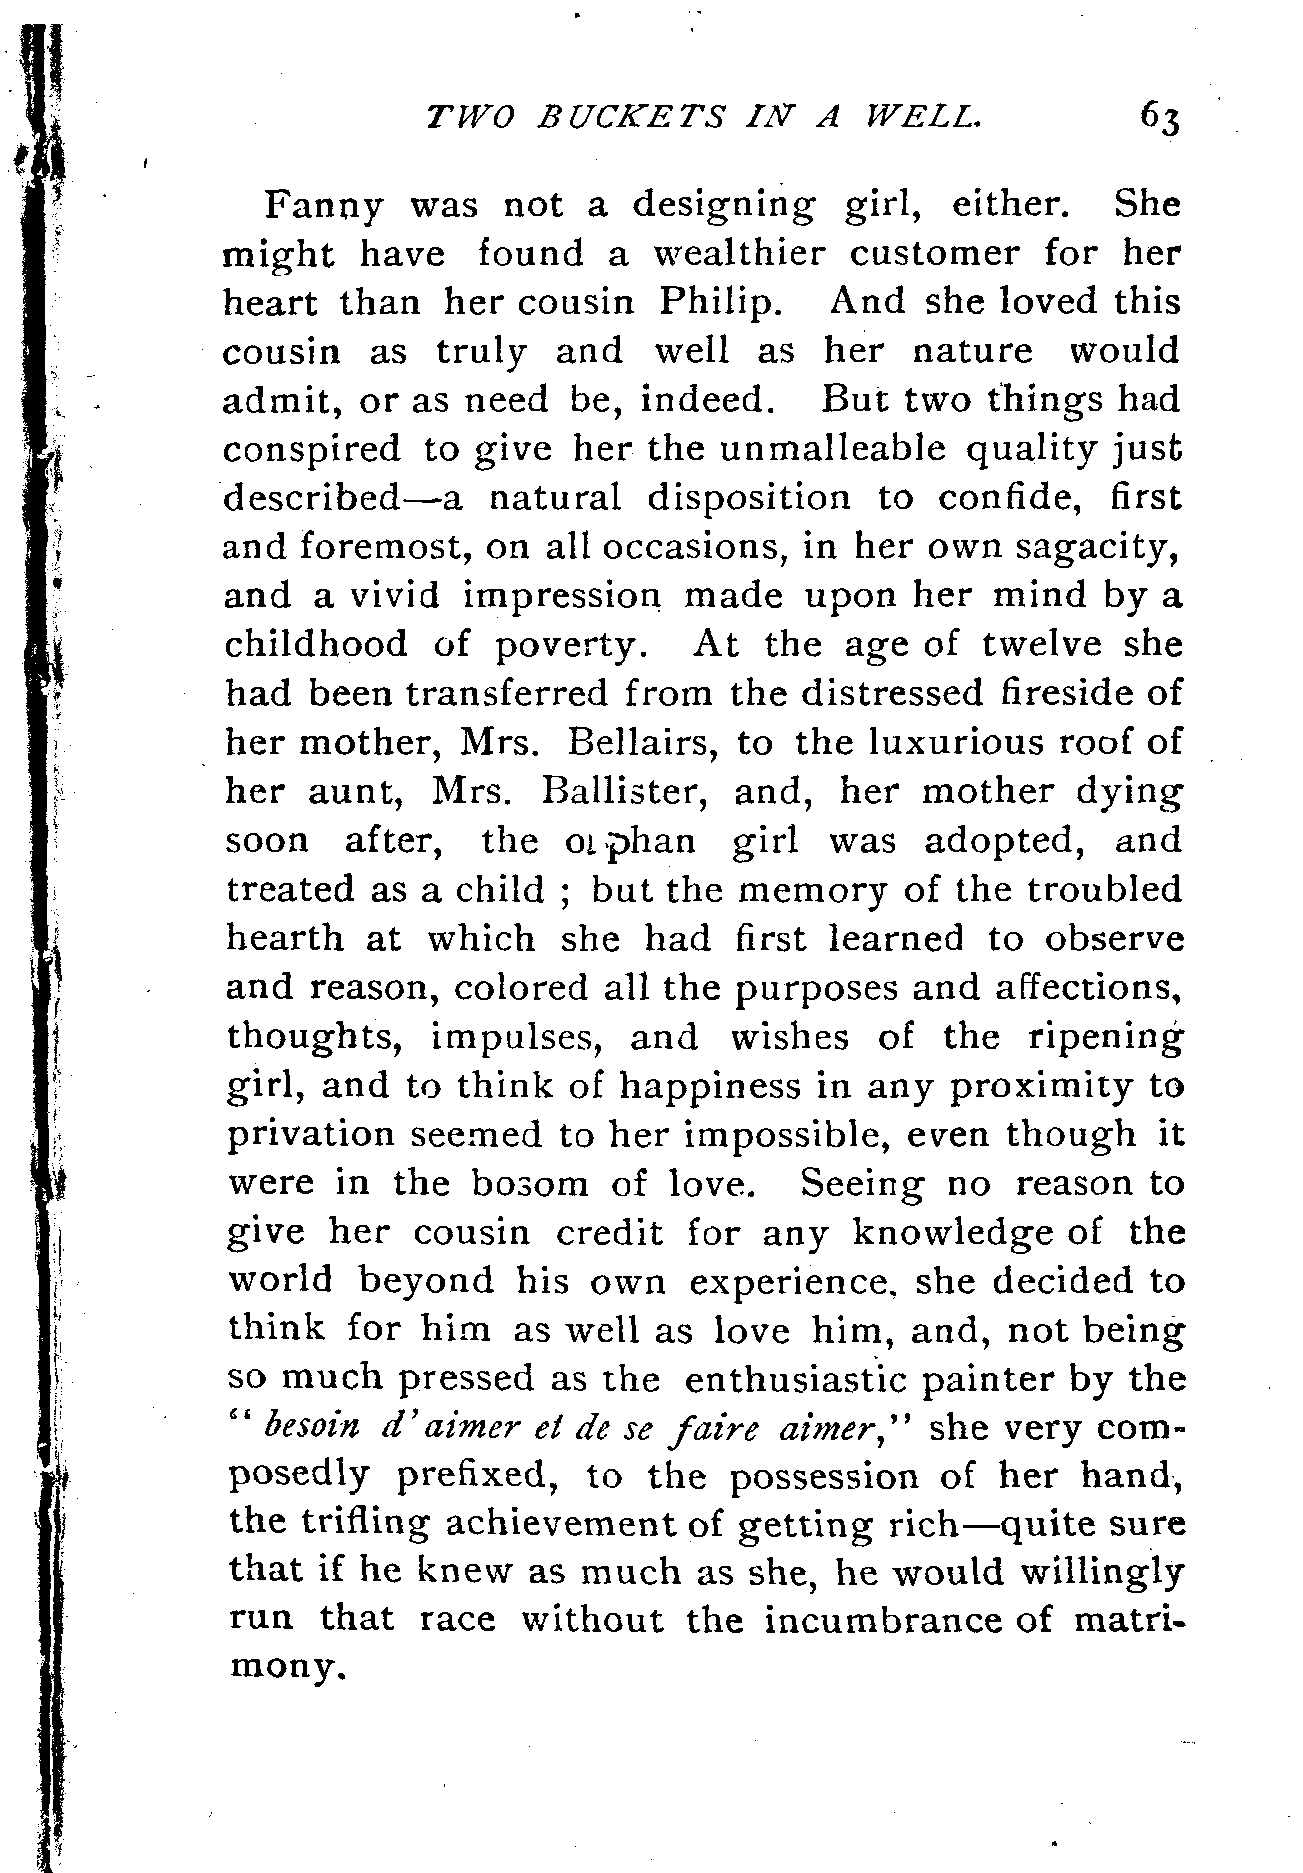 TWO BUCKETS IN A WELL. 63
Fanny was not a designing girl, either. She
might have found a wealthier customer for her
heart than her cousin Philip. And she loved this
cousin as truly and well as her nature would
admit, or as need be, indeed. But two things had
conspired to give her the unmalleable quality just
described—a natural disposition to confide, first
and foremost, on all occasions, in her own sagacity,
and a vivid impression made upon her mind by a
childhood of poverty. At the age of twelve she
had been transferred from the distressed fireside of
her mother, Mrs. Bellairs, to the luxurious roof of
her aunt, Mrs. Ballister, and, her mother dying
soon after, the orphan girl was adopted, and
treated as a child ; but the memory of the troubled
hearth at which she had first learned to observe
and reason, colored all the purposes and affections,
thoughts, impulses, and wishes of the ripening
girl, and to think of happiness in any proximity to
privation seemed to her impossible, even though it
were in the bosom of love. Seeing no reason to
give her cousin credit for any knowledge of the
world beyond his own experience, she decided to
think for him as well as love him, and, not being
so much pressed as the enthusiastic painter by the
“ besoin d’aimer et de se faire aimer,” she very com-
posedly prefixed, to the possession of her hand,
the trifling achievement of getting rich—quite sure
that if he knew as much as she, he would willingly
run that race without the incumbrance of matri-
mony.